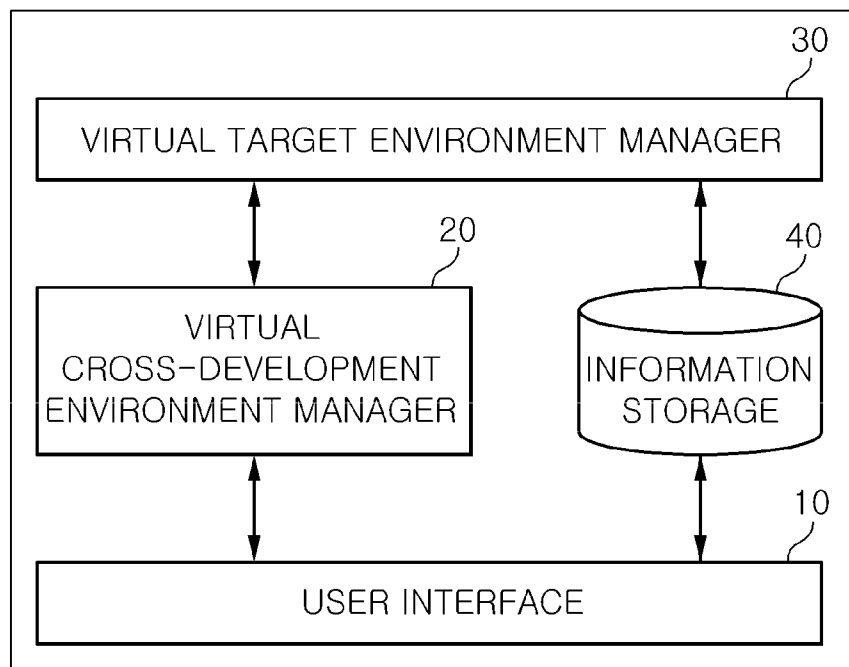 30
VIRTUAL TARGET ENVIRONMENT MANAGER
20
VIRTUAL
CROSS-DEVELOPMENT
ENVIRONMENT MANAGER
40
INFORMATION
STORAGE
10
USER INTERFACE